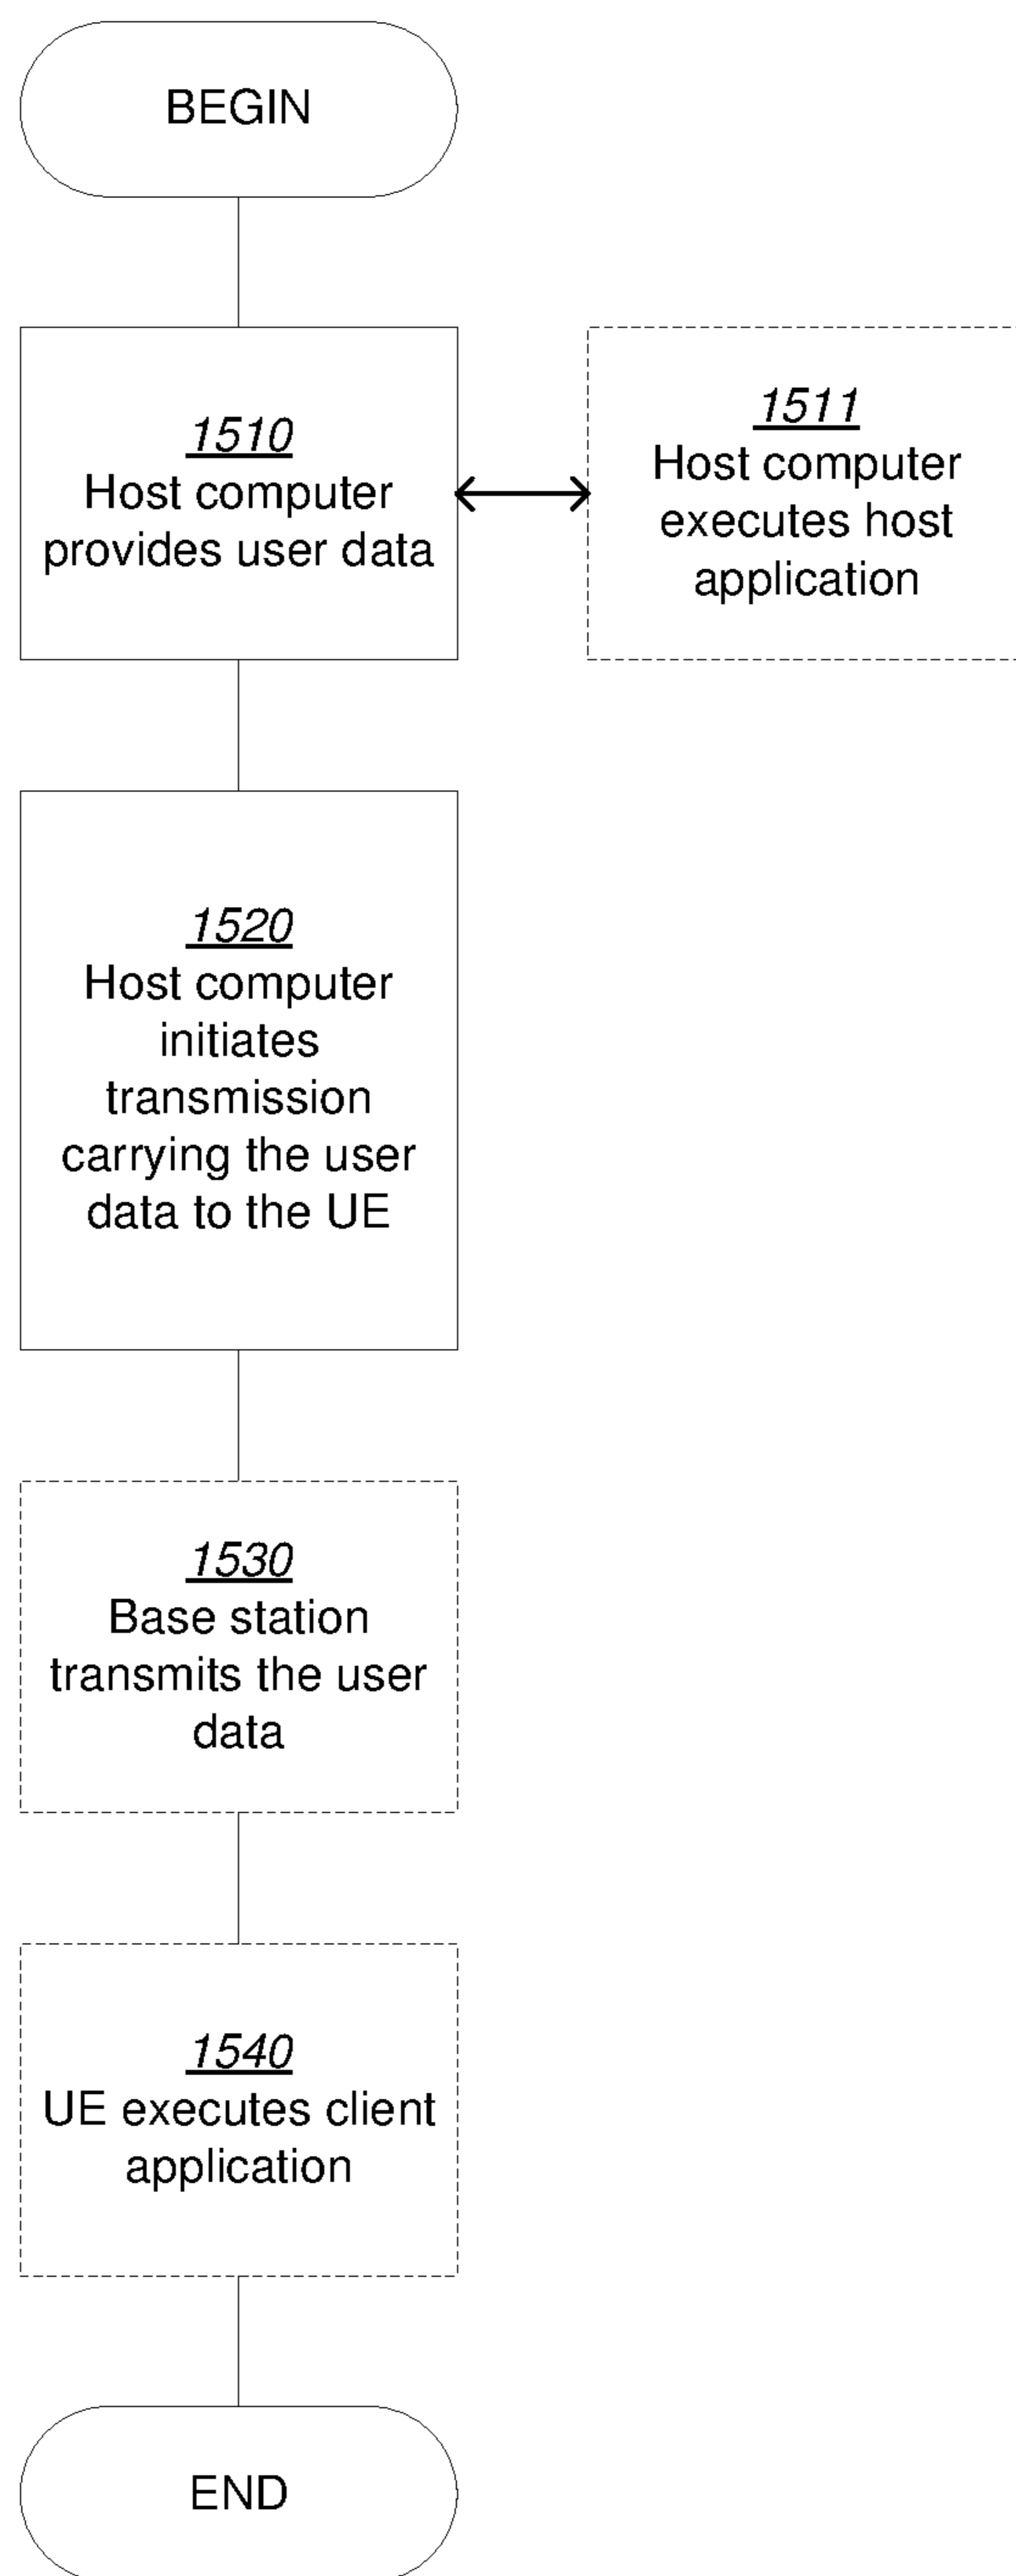 BEGIN
1510
Host computer
provides user data
1511
Host computer
executes host
application
1520
Host computer
initiates
transmission
carrying the user
data to the UE
1530
Base station
transmits the user
data
1540
UE executes client
application
END